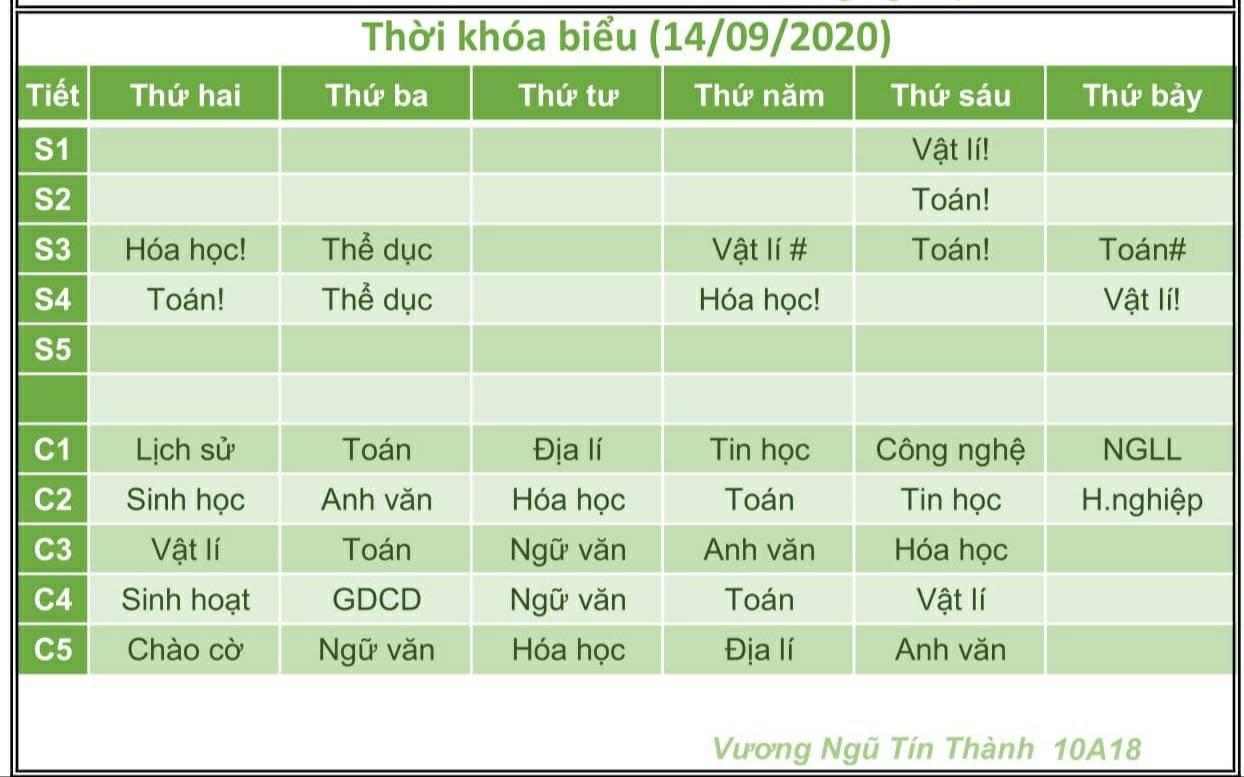 Thời khóa biểu (14/09/2020)
Tiết Thứ hai Thứ ba Thứ tư Thứ năm Thứ sáu Thứ bảy
S1 Vật lí!
S2 Toán!
S3 Hóa học! Thể dục Vật lí # Toán! Toán#
S4 Toán! Thể dục Hóa học! Vật lí!
S5
C1 Lịch sử Toán Địa lí Tin học Công nghệ NGLL
C2 Sinh học Anh văn Hóa học Toán Tin học H.nghiệp
C3 Vật lí Toán Ngữ văn Anh văn Hóa học
C4 Sinh hoạt GDCD Ngữ văn Toán Vật lí
C5 Chào cờ Ngữ văn Hóa học Địa lí Anh văn
Vương Ngũ Tín Thành 10A18